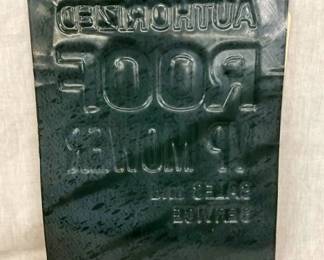 AUTHORIZED
ROOF
MOWER
SALES AND
SERVICE